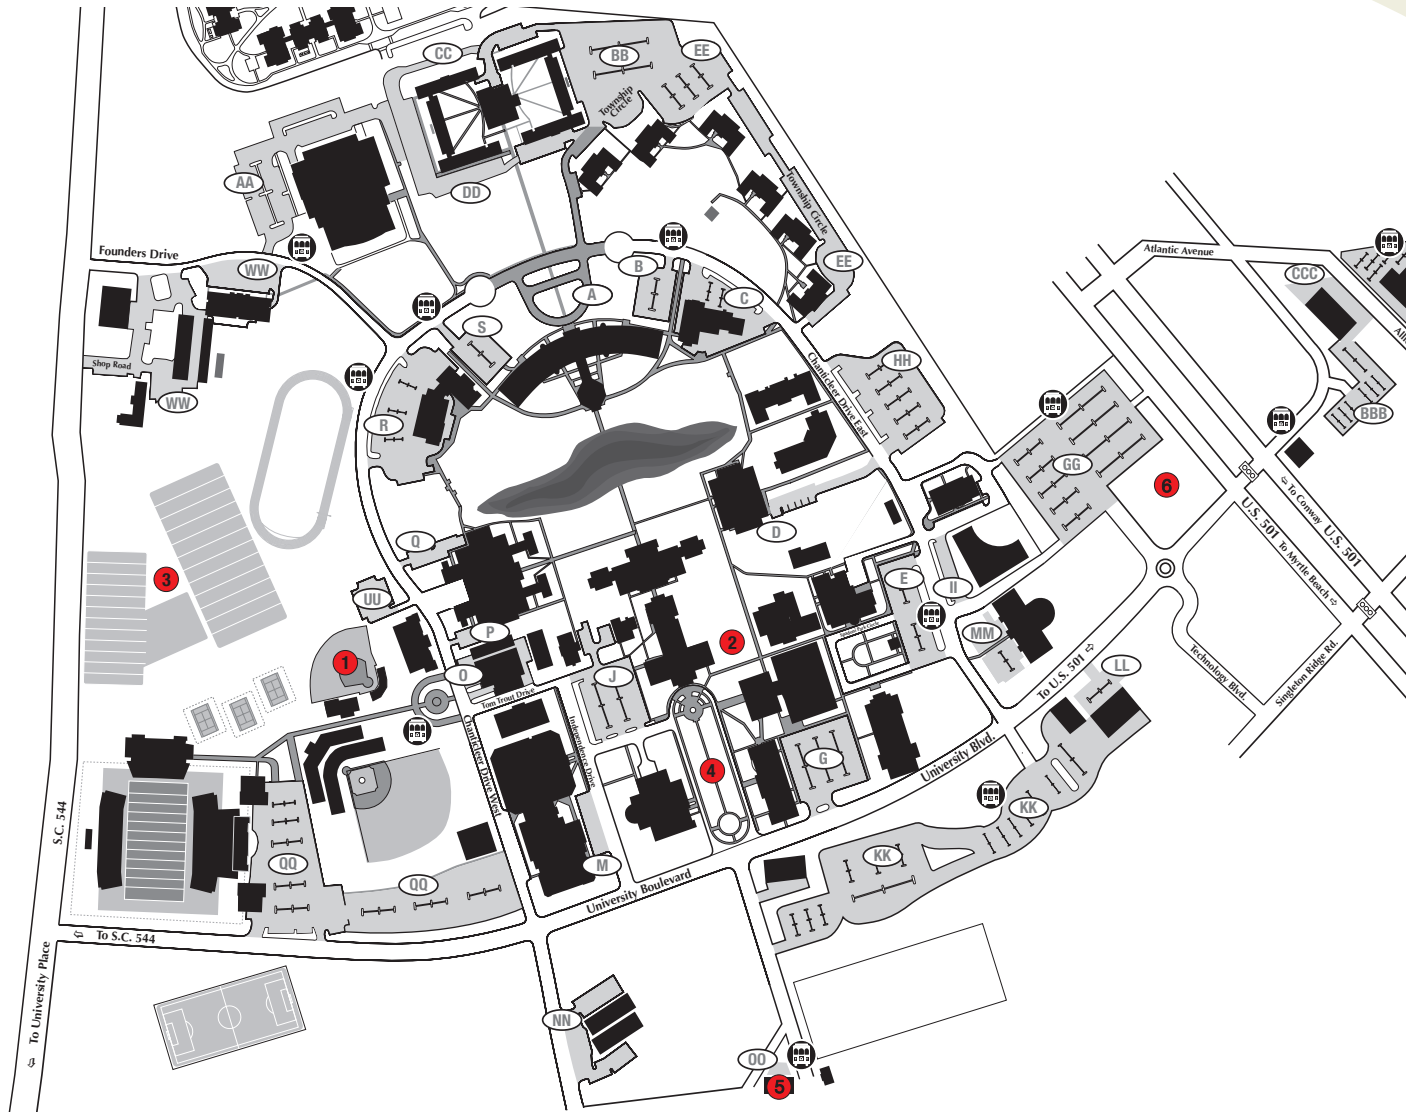 CC
BB
EE
Township
Circle
AA
DD
Township Circle
Founders Drive
WW
B
EE
A
C
Atlantic Avenue
CCC
S
Shop Road
WW
R
Chanticleer Drive East
HH
BBB
GG
6
To Conway
U.S. 501
U.S. 501
To Myrtle Beach
Q
D
3
UU
E
II
P
2
MM
1
O
J
To U.S. 501
LL
Technology Blvd.
Singleton Ridge Rd.
Tom Trout Drive
Independence Drive
Chanticleer Drive West
4
G
University Blvd.
S.C. 544
KK
QQ
QQ
M
KK
University Boulevard
To S.C. 544
To University Place
NN
OO
5